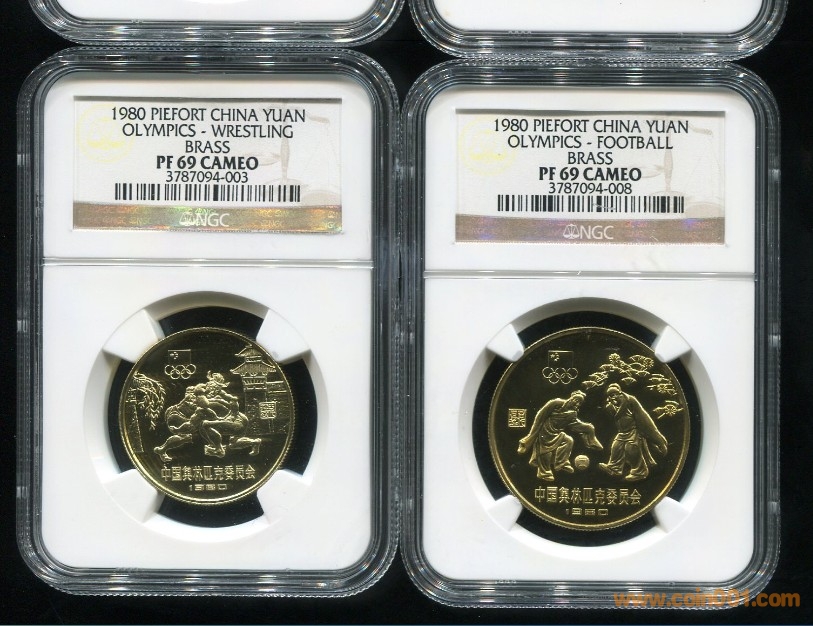 1980 PIEFORT CHINA YUAN
OLYMPICS - WRESTLING
BRASS
PF 69 CAMEO
3787094-003
NGC
中国奥林匹克委员会
1980
1980 PIEFORT CHINA YUAN
OLYMPICS - FOOTBALL
BRASS
PF 69 CAMEO
3787094-008
NGC
中国奥林匹克委员会
1980
www.coin001.com